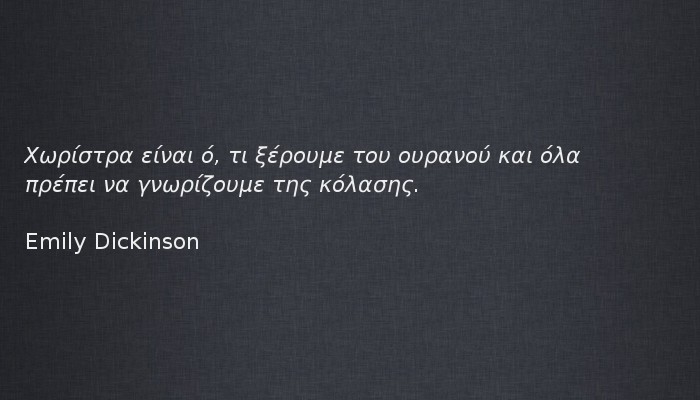 Χωρίστρα είναι ό, τι ξέρουμε του ουρανού και όλα
πρέπει να γνωρίζουμε της κόλασης.
Emily Dickinson